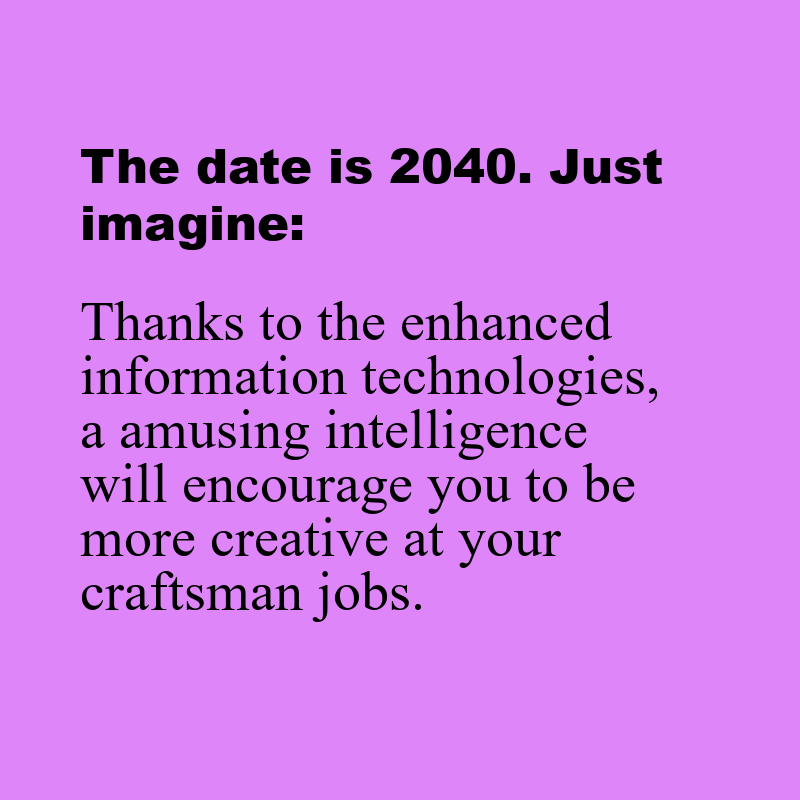 The date is 2040. Just
imagine:
Thanks to the enhanced
information technologies,
a amusing intelligence
will encourage you to be
more creative at your
craftsman jobs.